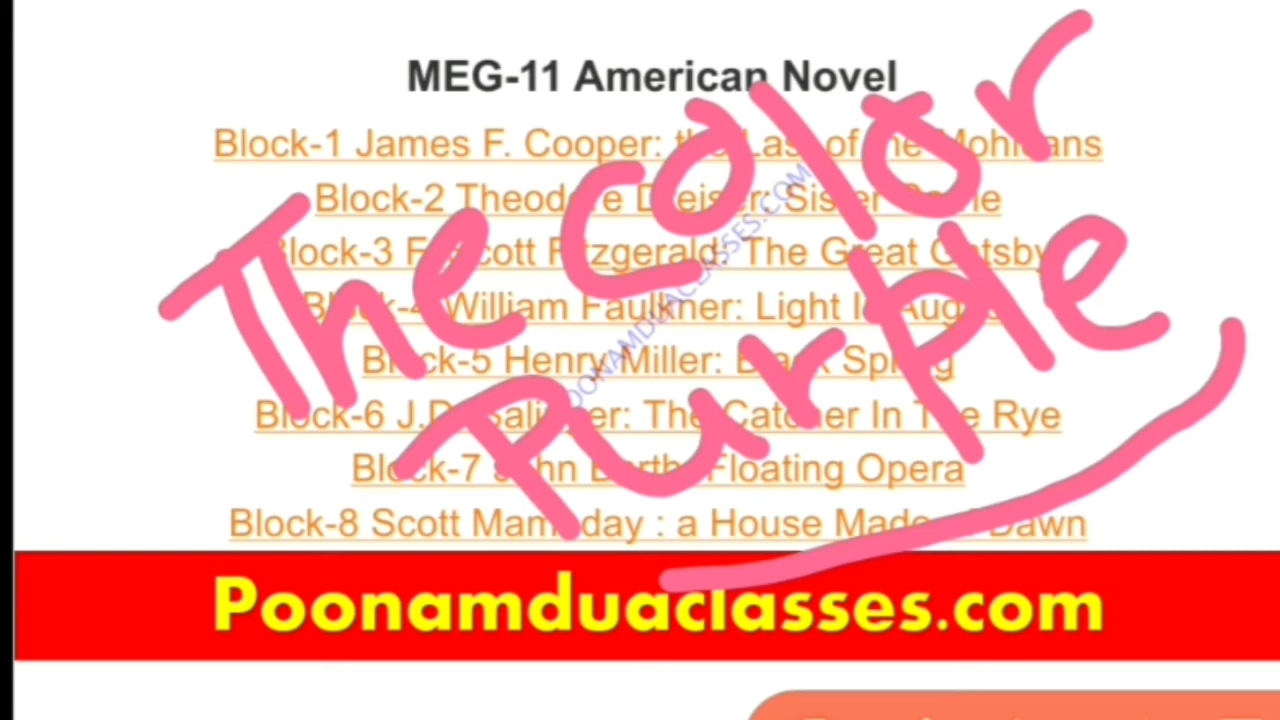 MEG-11 American Novel
Block-1 James F. Cooper: the Last of the Mohicans
Block-2 Theodore Dreiser: Sister Carrie
Block-3 F. Scott Fitzgerald: The Great Gatsby
Block-4 William Faulkner: Light In August
Block-5 Henry Miller: Black Spring
Block-6 J.D. Salinger: The Catcher In The Rye
Block-7 John Barth: Floating Opera
Block-8 Scott Mammaday : a House Made of Dawn
The color
Purple
POONAMDUACLASSES.COM
Poonamduaclasses.com